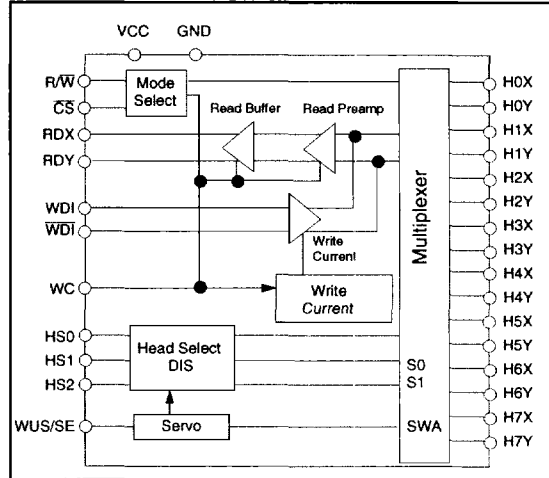 VCC GND
R/W̅
C̅S̅
RDX
RDY
WDI
W̅D̅I̅
WC
HS0
HS1
HS2
WUS/SE
Mode
Select
Read Buffer
Read Preamp
Write
Current
Write
Current
Head Select
DIS
Servo
Multiplexer
S0
S1
SWA
H0X
H0Y
H1X
H1Y
H2X
H2Y
H3X
H3Y
H4X
H4Y
H5X
H5Y
H6X
H6Y
H7X
H7Y